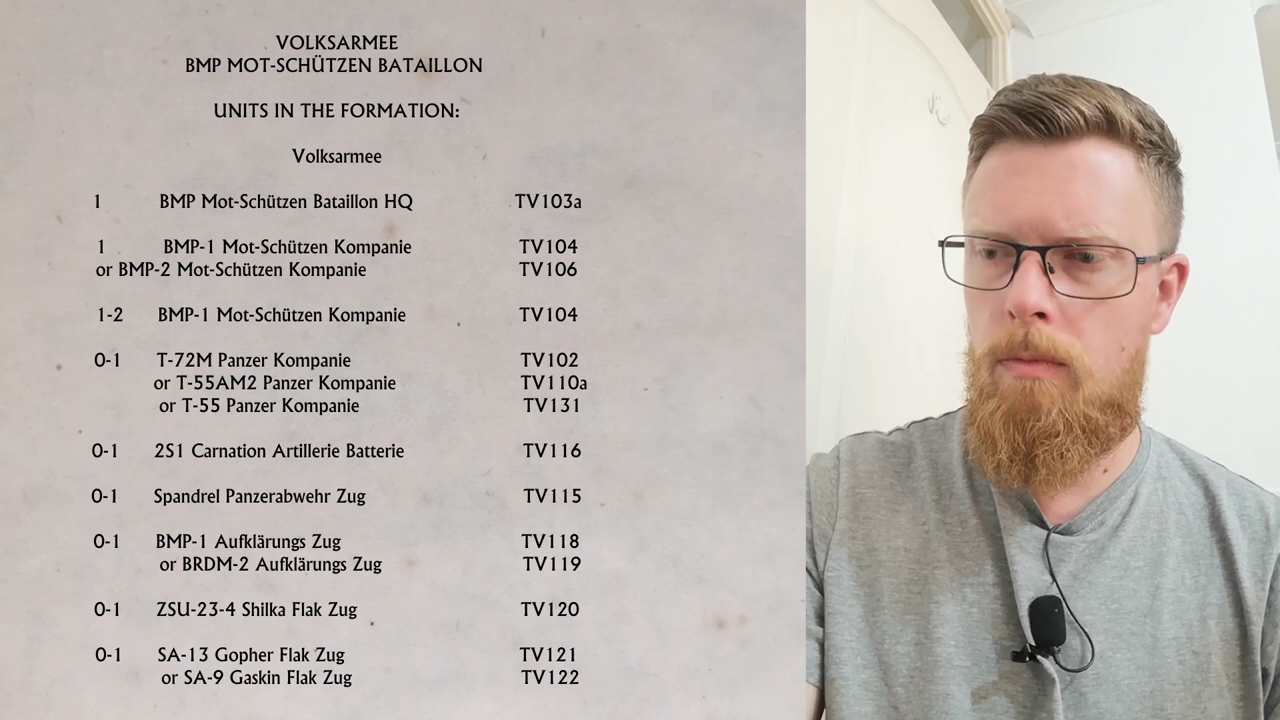 VOLKSARMEE
BMP MOT-SCHÜTZEN BATAILLON
UNITS IN THE FORMATION:
Volksarmee
1 BMP Mot-Schützen Bataillon HQ TV103a
1 BMP-1 Mot-Schützen Kompanie TV104
or BMP-2 Mot-Schützen Kompanie TV106
1-2 BMP-1 Mot-Schützen Kompanie TV104
0-1 T-72M Panzer Kompanie TV102
or T-55AM2 Panzer Kompanie TV110a
or T-55 Panzer Kompanie TV131
0-1 2S1 Carnation Artillerie Batterie TV116
0-1 Spandrel Panzerabwehr Zug TV115
0-1 BMP-1 Aufklärungs Zug TV118
or BRDM-2 Aufklärungs Zug TV119
0-1 ZSU-23-4 Shilka Flak Zug TV120
0-1 SA-13 Gopher Flak Zug TV121
or SA-9 Gaskin Flak Zug TV122